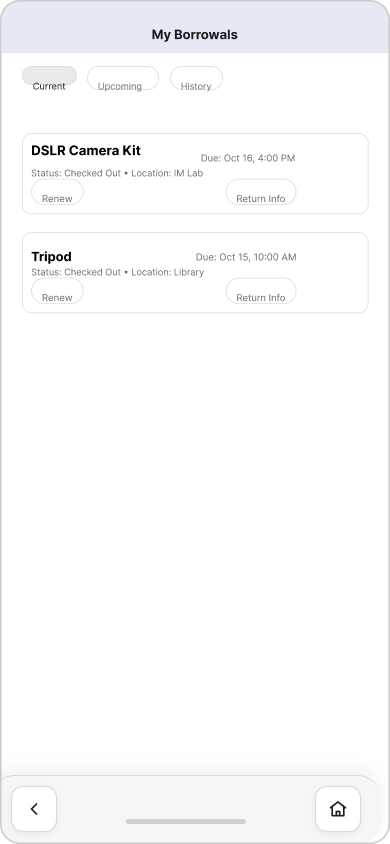 My Borrowals
Current Upcoming History
DSLR Camera Kit
Due: Oct 16, 4:00 PM
Status: Checked Out • Location: IM Lab
Renew Return Info
Tripod Due: Oct 15, 10:00 AM
Status: Checked Out • Location: Library
Renew Return Info